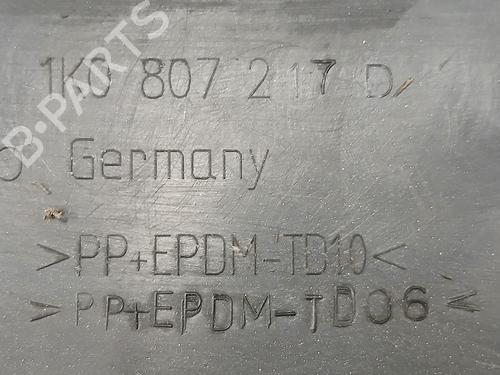 B-PARTS
1K0 807 217 D
Germany
>PP+EPDM-TD10<
>PP+EPDM-TD06<